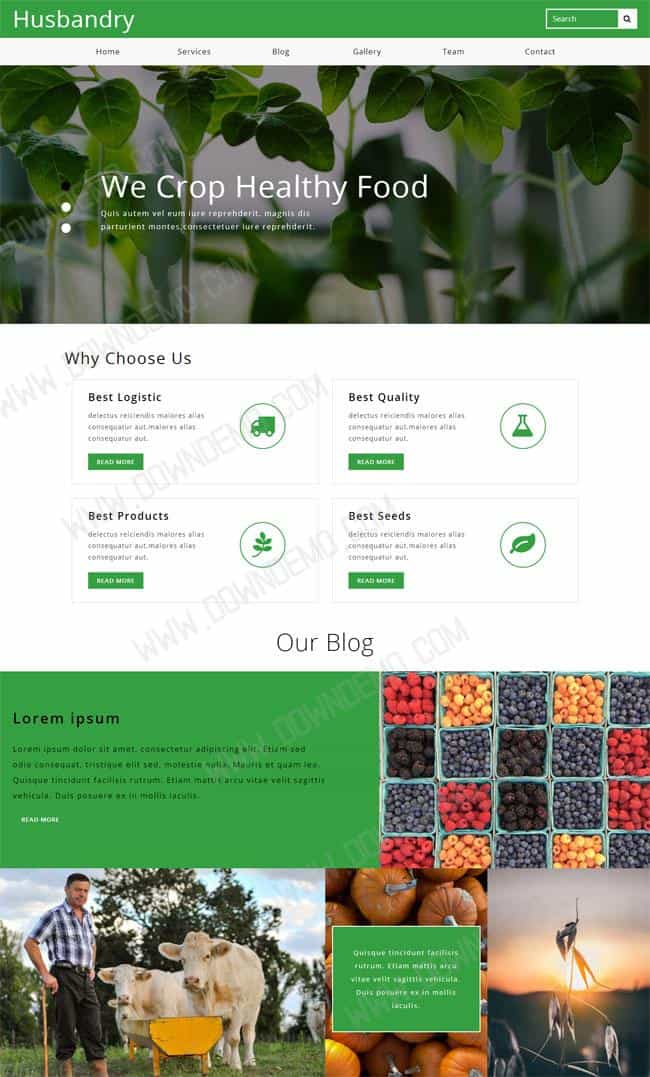 Husbandry
Search
Home Services Blog Gallery Team Contact
We Crop Healthy Food
Quis autem vel eum iure reprehderit, magnis dis
parturient montes,consectetuer iure reprehderit.
Why Choose Us
Best Logistic
delectus reiciendis maiores alias
consequatur aut.maiores alias
consequatur aut.
READ MORE
Best Quality
delectus reiciendis maiores alias
consequatur aut.maiores alias
consequatur aut.
READ MORE
Best Products
delectus reiciendis maiores alias
consequatur aut.maiores alias
consequatur aut.
READ MORE
Best Seeds
delectus reiciendis maiores alias
consequatur aut.maiores alias
consequatur aut.
READ MORE
Our Blog
Lorem ipsum
Lorem ipsum dolor sit amet, consectetur adipiscing elit. Etiam sed
odio consequat, tristique elit sed, molestie nulla. Mauris et quam leo.
Quisque tincidunt facilisis rutrum. Etiam mattis arcu vitae velit sagittis
vehicula. Duis posuere ex in mollis iaculis.
READ MORE
Quisque tincidunt facilisis
rutrum. Etiam mattis arcu
vitae velit sagittis vehicula.
Duis posuere ex in mollis
iaculis.
WWW.DOWNDEMO.COM
WWW.DOWNDEMO.COM
WWW.DOWNDEMO.COM